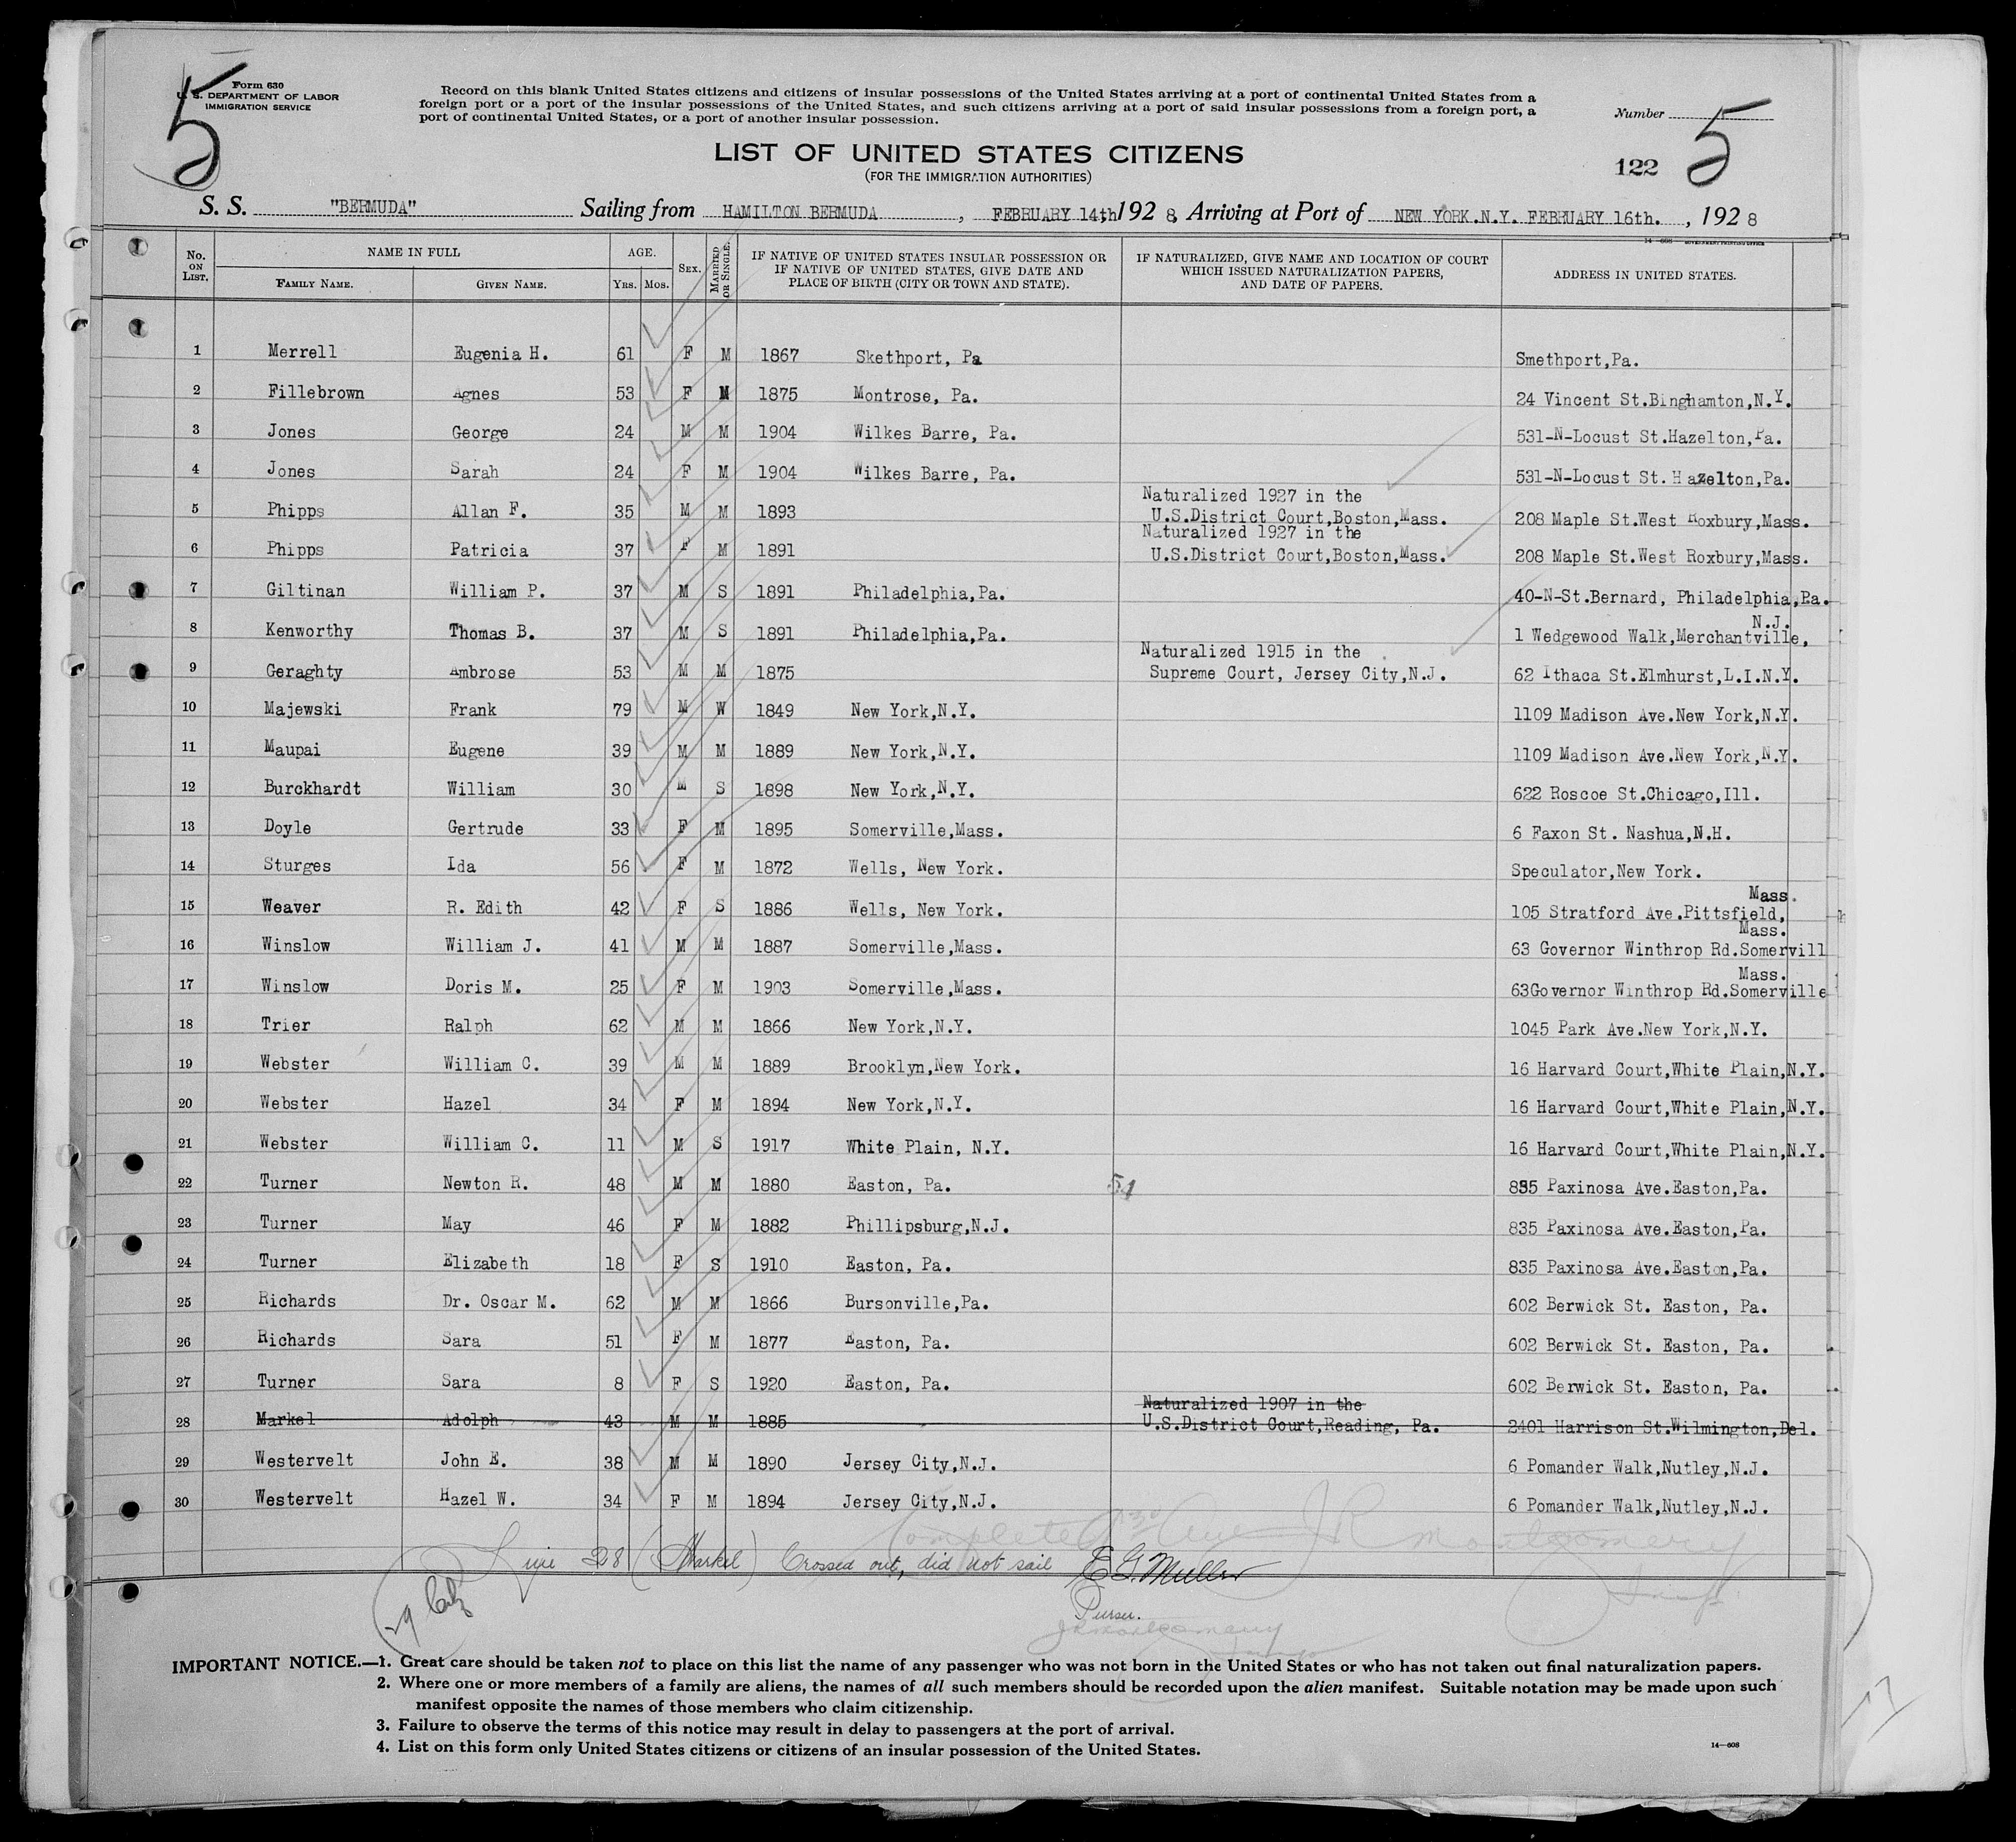 5
Form 630
U. S. DEPARTMENT OF LABOR
IMMIGRATION SERVICE
Record on this blank United States citizens and citizens of insular possessions of the United States arriving at a port of continental United States from a
foreign port or a port of the insular possessions of the United States, and such citizens arriving at a port of said insular possessions from a foreign port, a
port of continental United States, or a port of another insular possession.
Number 5
122
LIST OF UNITED STATES CITIZENS
(FOR THE IMMIGRATION AUTHORITIES)
S. S. "BERMUDA" Sailing from HAMILTON BERMUDA, FEBRUARY 14th 1928, Arriving at Port of NEW YORK.N.Y. FEBRUARY 16th., 1928
14—608 GOVERNMENT PRINTING OFFICE
No. ON LIST. NAME IN FULL FAMILY NAME. GIVEN NAME. AGE. YRS. MOS. SEX. MARRIED OR SINGLE. IF NATIVE OF UNITED STATES INSULAR POSSESSION OR IF NATIVE OF UNITED STATES, GIVE DATE AND PLACE OF BIRTH (CITY OR TOWN AND STATE). IF NATURALIZED, GIVE NAME AND LOCATION OF COURT WHICH ISSUED NATURALIZATION PAPERS, AND DATE OF PAPERS. ADDRESS IN UNITED STATES.
1 Merrell Eugenia H. 61 F M 1867 Skethport, Pa Smethport,Pa.
2 Fillebrown Agnes 53 F M 1875 Montrose, Pa. 24 Vincent St.Binghamton,N.Y.
3 Jones George 24 M M 1904 Wilkes Barre, Pa. 531-N-Locust St.Hazelton,Pa.
4 Jones Sarah 24 F M 1904 Wilkes Barre, Pa. 531-N-Locust St.Hazelton,Pa.
5 Phipps Allan F. 35 M M 1893 Naturalized 1927 in the U.S.District Court,Boston,Mass. 208 Maple St.West Roxbury,Mass.
6 Phipps Patricia 37 F M 1891 Naturalized 1927 in the U.S.District Court,Boston,Mass. 208 Maple St.West Roxbury,Mass.
7 Giltinan William P. 37 M S 1891 Philadelphia,Pa. 40-N-St.Bernard, Philadelphia,Pa.
8 Kenworthy Thomas B. 37 M S 1891 Philadelphia,Pa. 1 Wedgewood Walk,Merchantville, N.J.
9 Geraghty Ambrose 53 M M 1875 Naturalized 1915 in the Supreme Court, Jersey City,N.J. 62 Ithaca St.Elmhurst,L.I.N.Y.
10 Majewski Frank 79 M W 1849 New York,N.Y. 1109 Madison Ave.New York,N.Y.
11 Maupai Eugene 39 M M 1889 New York,N.Y. 1109 Madison Ave.New York,N.Y.
12 Burckhardt William 30 M S 1898 New York,N.Y. 622 Roscoe St.Chicago,Ill.
13 Doyle Gertrude 33 F M 1895 Somerville,Mass. 6 Faxon St. Nashua,N.H.
14 Sturges Ida 56 F M 1872 Wells, New York. Speculator,New York.
15 Weaver R. Edith 42 F S 1886 Wells, New York. 105 Stratford Ave.Pittsfield, Mass.
16 Winslow William J. 41 M M 1887 Somerville,Mass. 63 Governor Winthrop Rd.Somervill Mass.
17 Winslow Doris M. 25 F M 1903 Somerville,Mass. 63Governor Winthrop Rd.Somerville Mass.
18 Trier Ralph 62 M M 1866 New York,N.Y. 1045 Park Ave.New York,N.Y.
19 Webster William C. 39 M M 1889 Brooklyn,New York. 16 Harvard Court,White Plain,N.Y.
20 Webster Hazel 34 F M 1894 New York,N.Y. 16 Harvard Court,White Plain,N.Y.
21 Webster William C. 11 M S 1917 White Plain, N.Y. 16 Harvard Court,White Plain,N.Y.
22 Turner Newton R. 48 M M 1880 Easton, Pa. 51 835 Paxinosa Ave.Easton,Pa.
23 Turner May 46 F M 1882 Phillipsburg,N.J. 835 Paxinosa Ave.Easton,Pa.
24 Turner Elizabeth 18 F S 1910 Easton, Pa. 835 Paxinosa Ave.Easton,Pa.
25 Richards Dr. Oscar M. 62 M M 1866 Bursonville,Pa. 602 Berwick St. Easton, Pa.
26 Richards Sara 51 F M 1877 Easton, Pa. 602 Berwick St. Easton, Pa.
27 Turner Sara 8 F S 1920 Easton, Pa. 602 Berwick St. Easton, Pa.
28 Markel Adolph 43 M M 1885 Naturalized 1907 in the U.S.District Court,Reading, Pa. 2401 Harrison St.Wilmington,Del.
29 Westervelt John E. 38 M M 1890 Jersey City,N.J. 6 Pomander Walk,Nutley,N.J.
30 Westervelt Hazel W. 34 F M 1894 Jersey City,N.J. 6 Pomander Walk,Nutley,N.J.
Completed JR Montgomery
Line 28 (Markel) Crossed out, did not sail E G Muller
Purser.
29
JR Montgomery
IMPORTANT NOTICE.—1. Great care should be taken not to place on this list the name of any passenger who was not born in the United States or who has not taken out final naturalization papers.
2. Where one or more members of a family are aliens, the names of all such members should be recorded upon the alien manifest. Suitable notation may be made upon such
manifest opposite the names of those members who claim citizenship.
3. Failure to observe the terms of this notice may result in delay to passengers at the port of arrival.
4. List on this form only United States citizens or citizens of an insular possession of the United States.
14—608